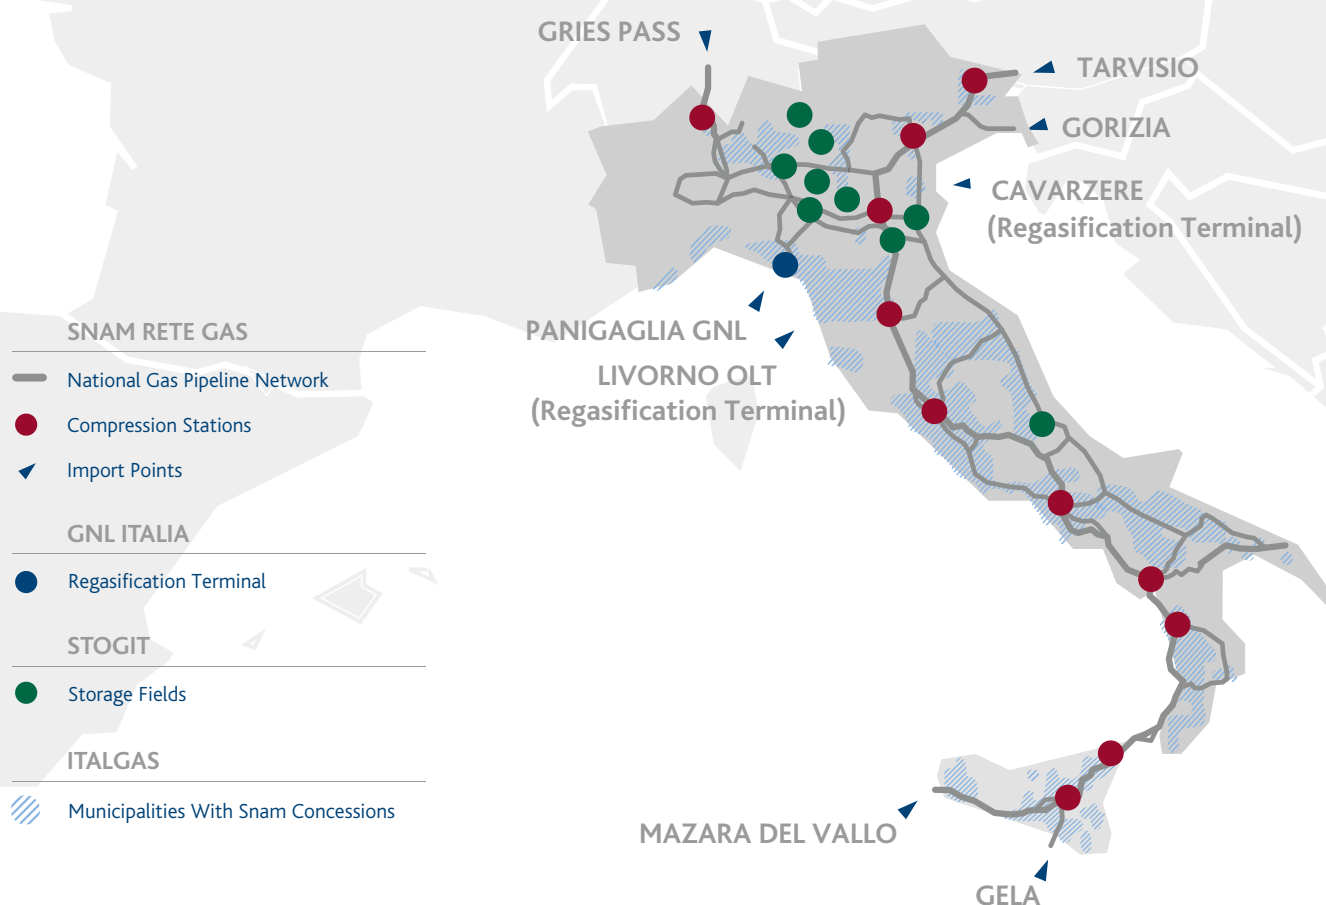 GRIES PASS
TARVISIO
GORIZIA
CAVARZERE
(Regasification Terminal)
PANIGAGLIA GNL
LIVORNO OLT
(Regasification Terminal)
SNAM RETE GAS
National Gas Pipeline Network
Compression Stations
Import Points
GNL ITALIA
Regasification Terminal
STOGIT
Storage Fields
ITALGAS
Municipalities With Snam Concessions
MAZARA DEL VALLO
GELA